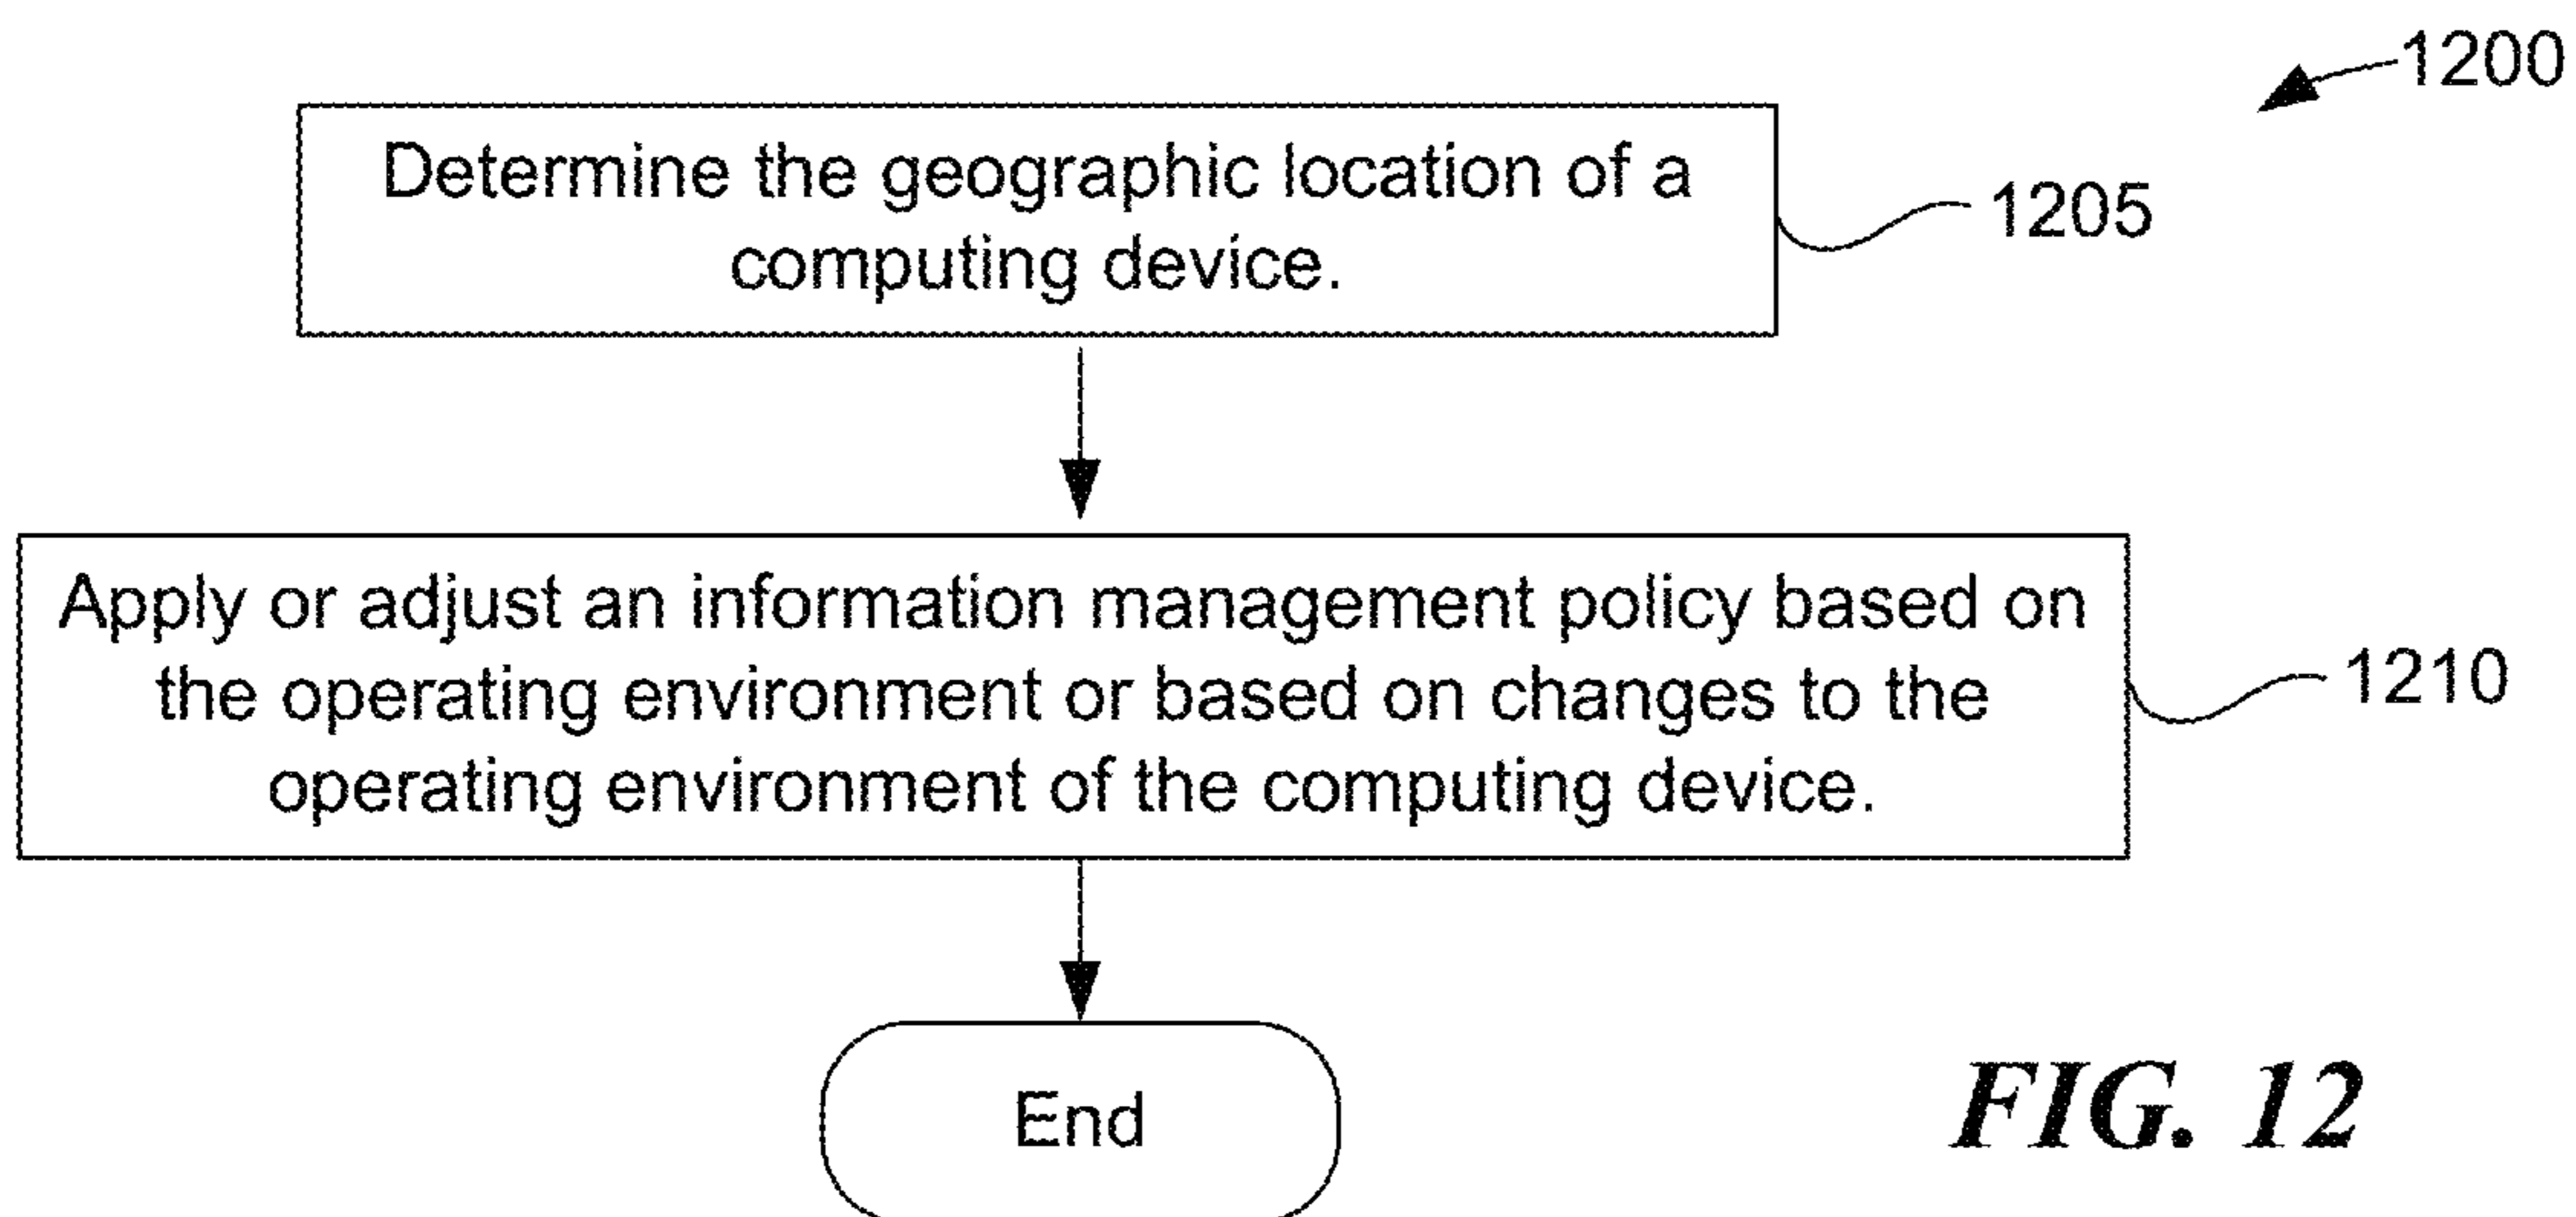 1200
Determine the geographic location of a
computing device.
1205
Apply or adjust an information management policy based on
the operating environment or based on changes to the
operating environment of the computing device.
1210
End
FIG. 12